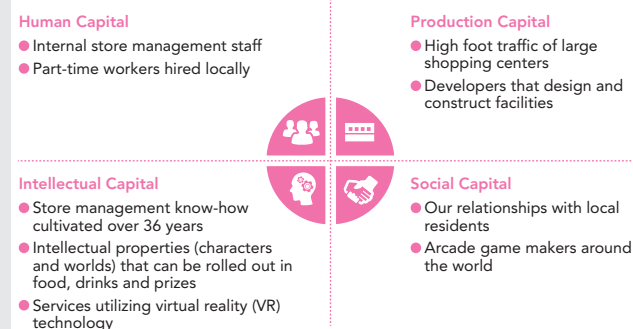 Human Capital
● Internal store management staff
● Part-time workers hired locally
Production Capital
● High foot traffic of large
shopping centers
● Developers that design and
construct facilities
Intellectual Capital
● Store management know-how
cultivated over 36 years
● Intellectual properties (characters
and worlds) that can be rolled out in
food, drinks and prizes
● Services utilizing virtual reality (VR)
technology
Social Capital
● Our relationships with local
residents
● Arcade game makers around
the world